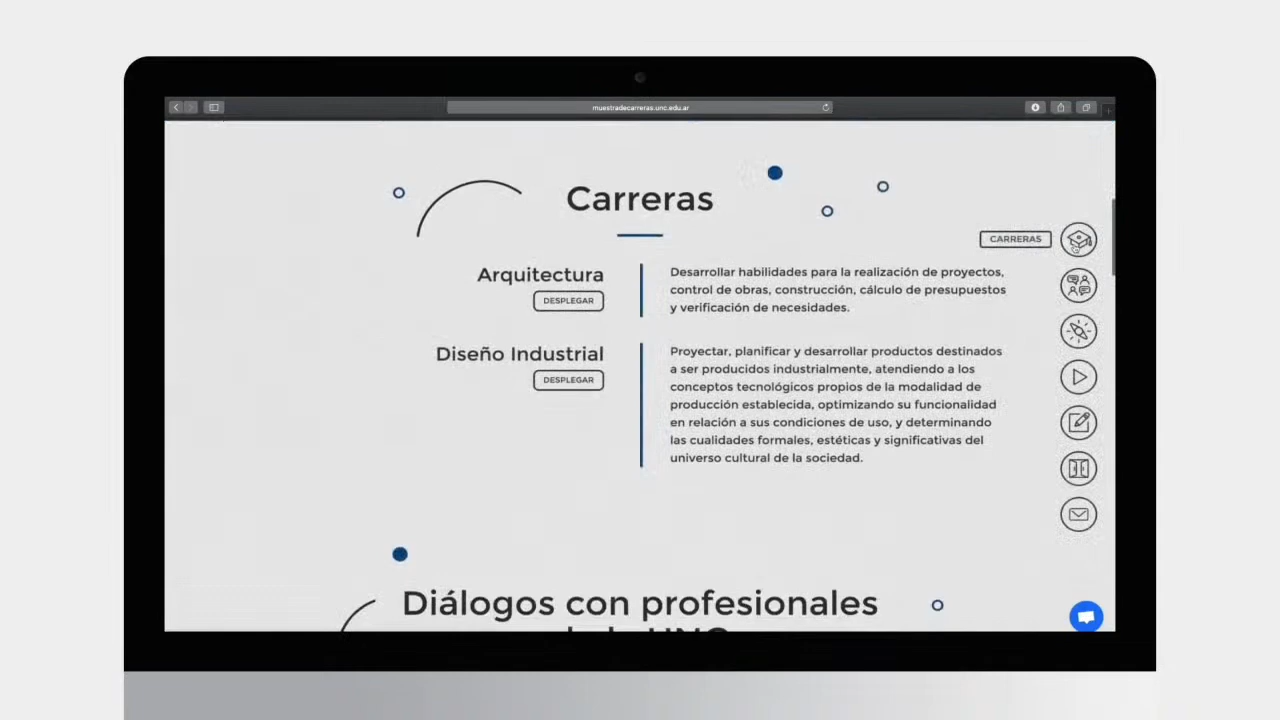 muestradecarreras.unc.edu.ar
Carreras
CARRERAS
Arquitectura
DESPLEGAR
Desarrollar habilidades para la realización de proyectos,
control de obras, construcción, cálculo de presupuestos
y verificación de necesidades.
Diseño Industrial
DESPLEGAR
Proyectar, planificar y desarrollar productos destinados
a ser producidos industrialmente, atendiendo a los
conceptos tecnológicos propios de la modalidad de
producción establecida, optimizando su funcionalidad
en relación a sus condiciones de uso, y determinando
las cualidades formales, estéticas y significativas del
universo cultural de la sociedad.
Diálogos con profesionales
de la UNC